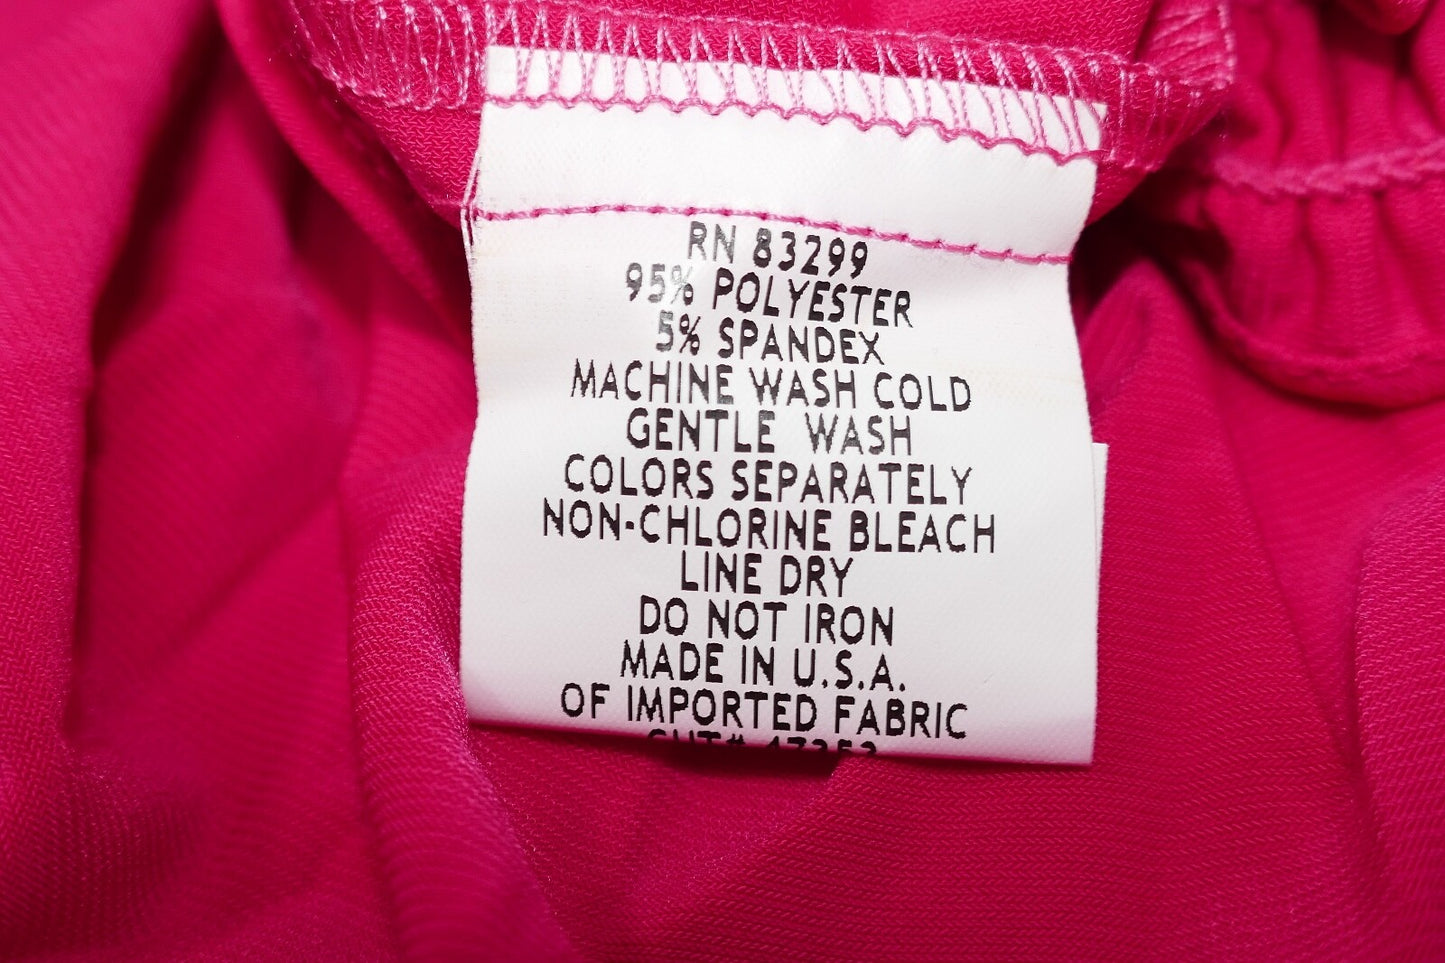 RN 83299
95% POLYESTER
5% SPANDEX
MACHINE WASH COLD
GENTLE WASH
COLORS SEPARATELY
NON-CHLORINE BLEACH
LINE DRY
DO NOT IRON
MADE IN U.S.A.
OF IMPORTED FABRIC
CUT#